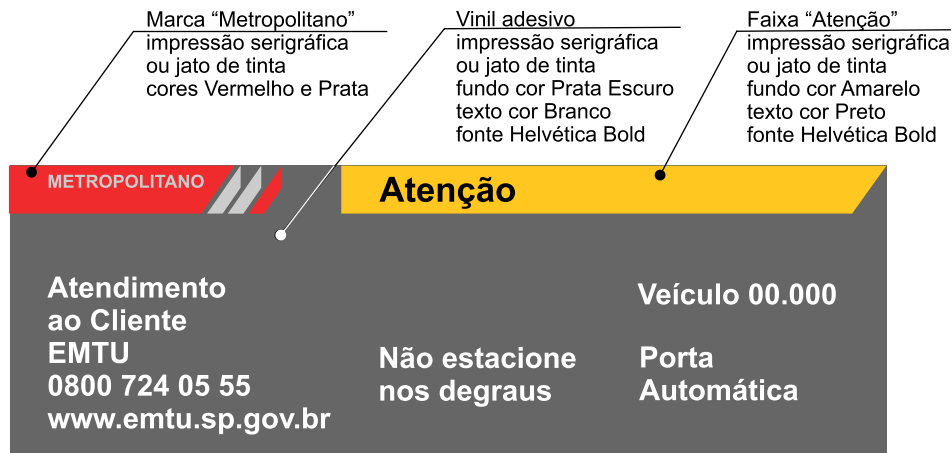 Marca “Metropolitano”
impressão serigráfica
ou jato de tinta
cores Vermelho e Prata
Vinil adesivo
impressão serigráfica
ou jato de tinta
fundo cor Prata Escuro
texto cor Branco
fonte Helvética Bold
Faixa “Atenção”
impressão serigráfica
ou jato de tinta
fundo cor Amarelo
texto cor Preto
fonte Helvética Bold
METROPOLITANO
Atenção
Atendimento
ao Cliente
EMTU
0800 724 05 55
www.emtu.sp.gov.br
Não estacione
nos degraus
Veículo 00.000
Porta
Automática